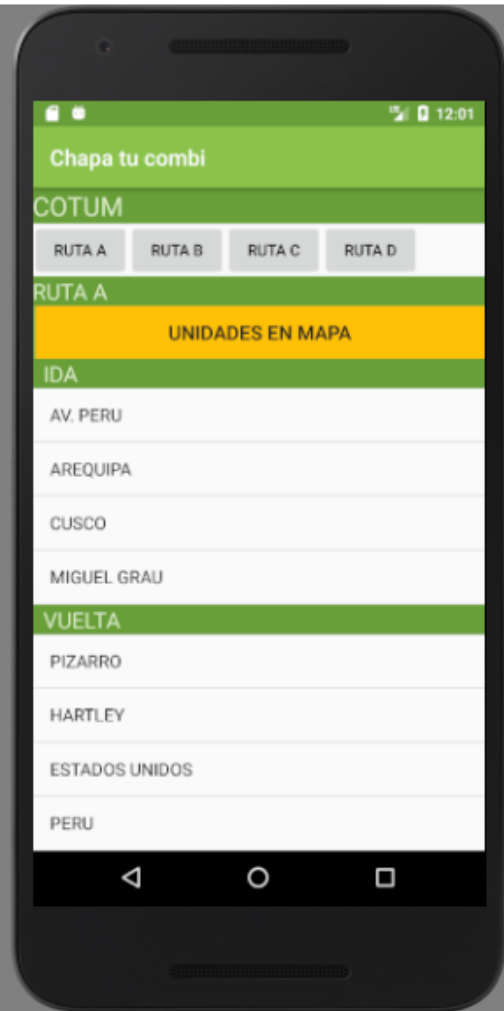 12:01
Chapa tu combi
COTUM
RUTA A RUTA B RUTA C RUTA D
RUTA A
UNIDADES EN MAPA
IDA
AV. PERU
AREQUIPA
CUSCO
MIGUEL GRAU
VUELTA
PIZARRO
HARTLEY
ESTADOS UNIDOS
PERU